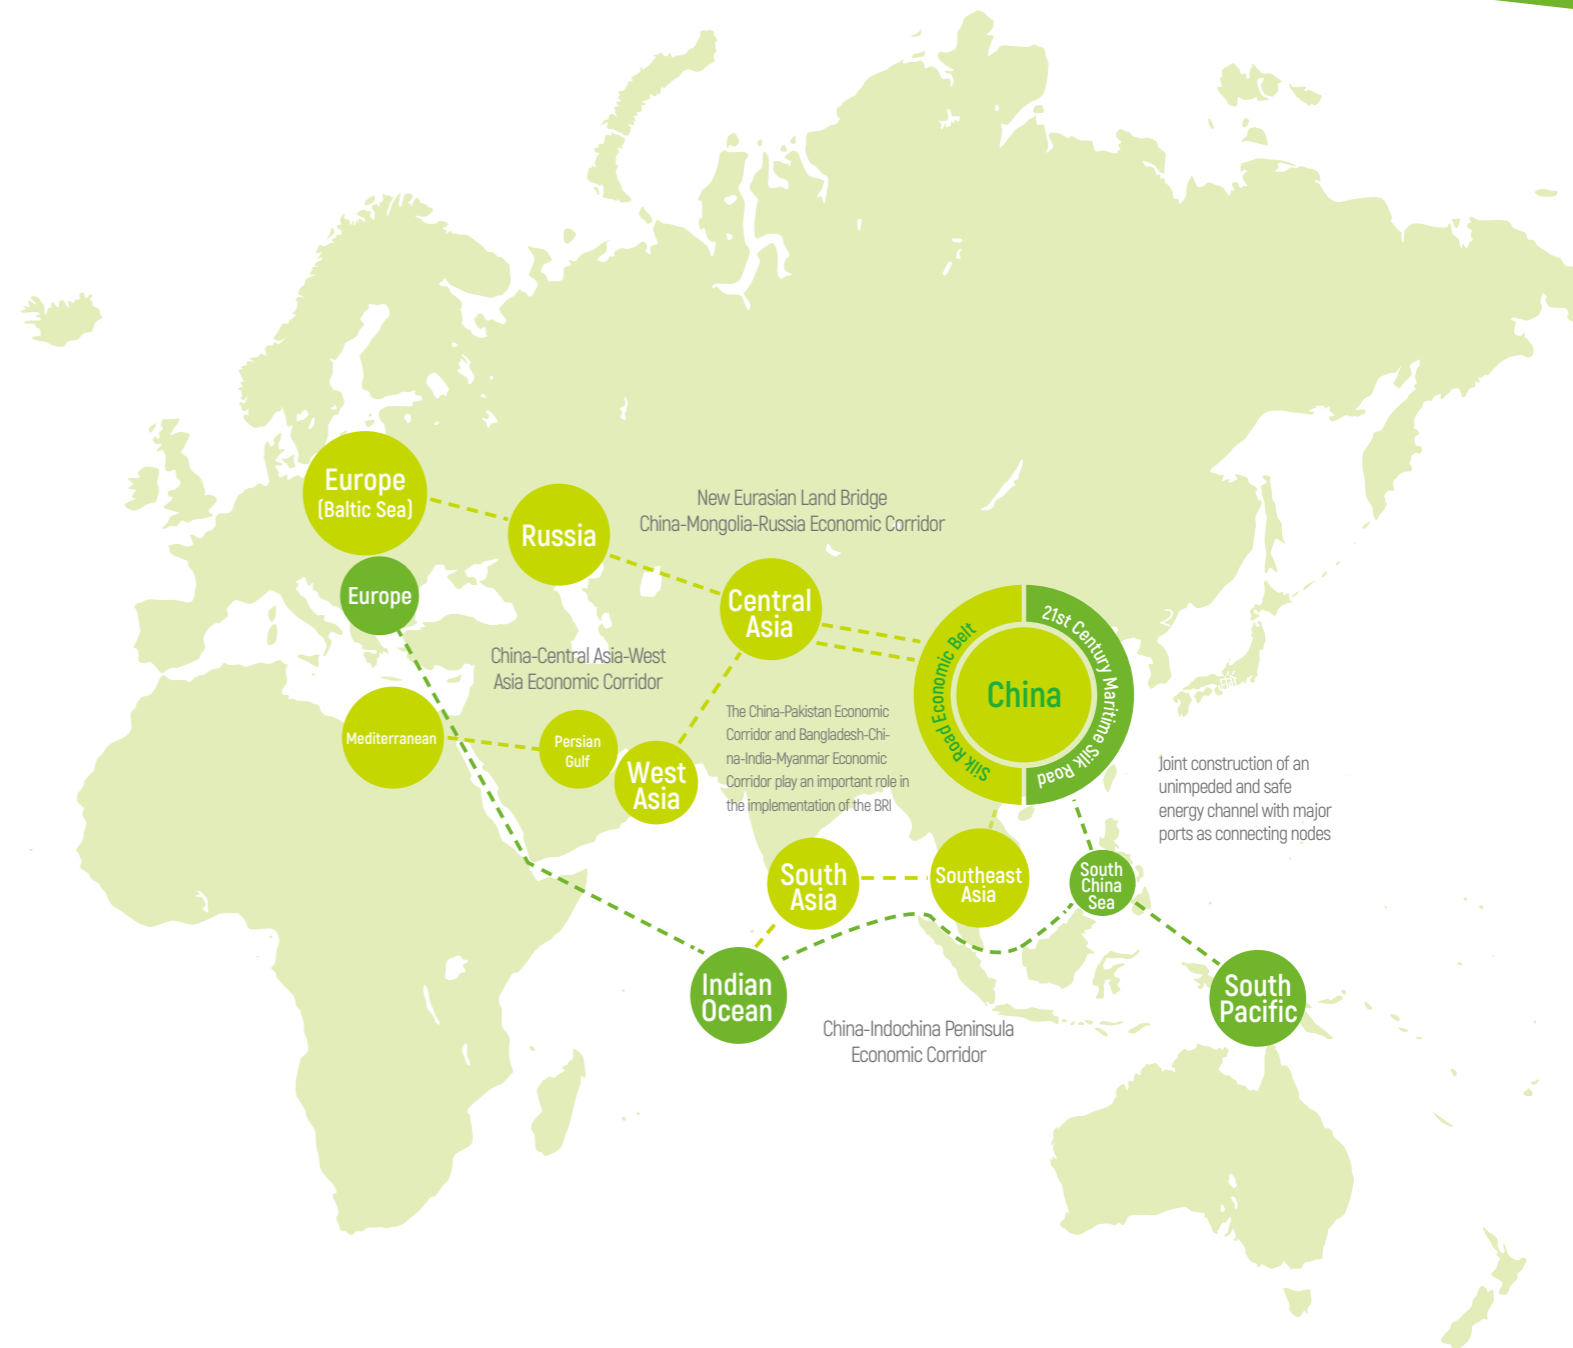 New Eurasian Land Bridge
China-Mongolia-Russia Economic Corridor
Europe
(Baltic Sea)
Russia
Europe
Central
Asia
Silk Road Economic Belt
21st Century Maritime Silk Road
China
2
China-Central Asia-West
Asia Economic Corridor
Mediterranean
Persian
Gulf
West
Asia
The China-Pakistan Economic
Corridor and Bangladesh-Chi-
na-India-Myanmar Economic
Corridor play an important role in
the implementation of the BRI
Joint construction of an
unimpeded and safe
energy channel with major
ports as connecting nodes
South
Asia
Southeast
Asia
South
China
Sea
Indian
Ocean
South
Pacific
China-Indochina Peninsula
Economic Corridor